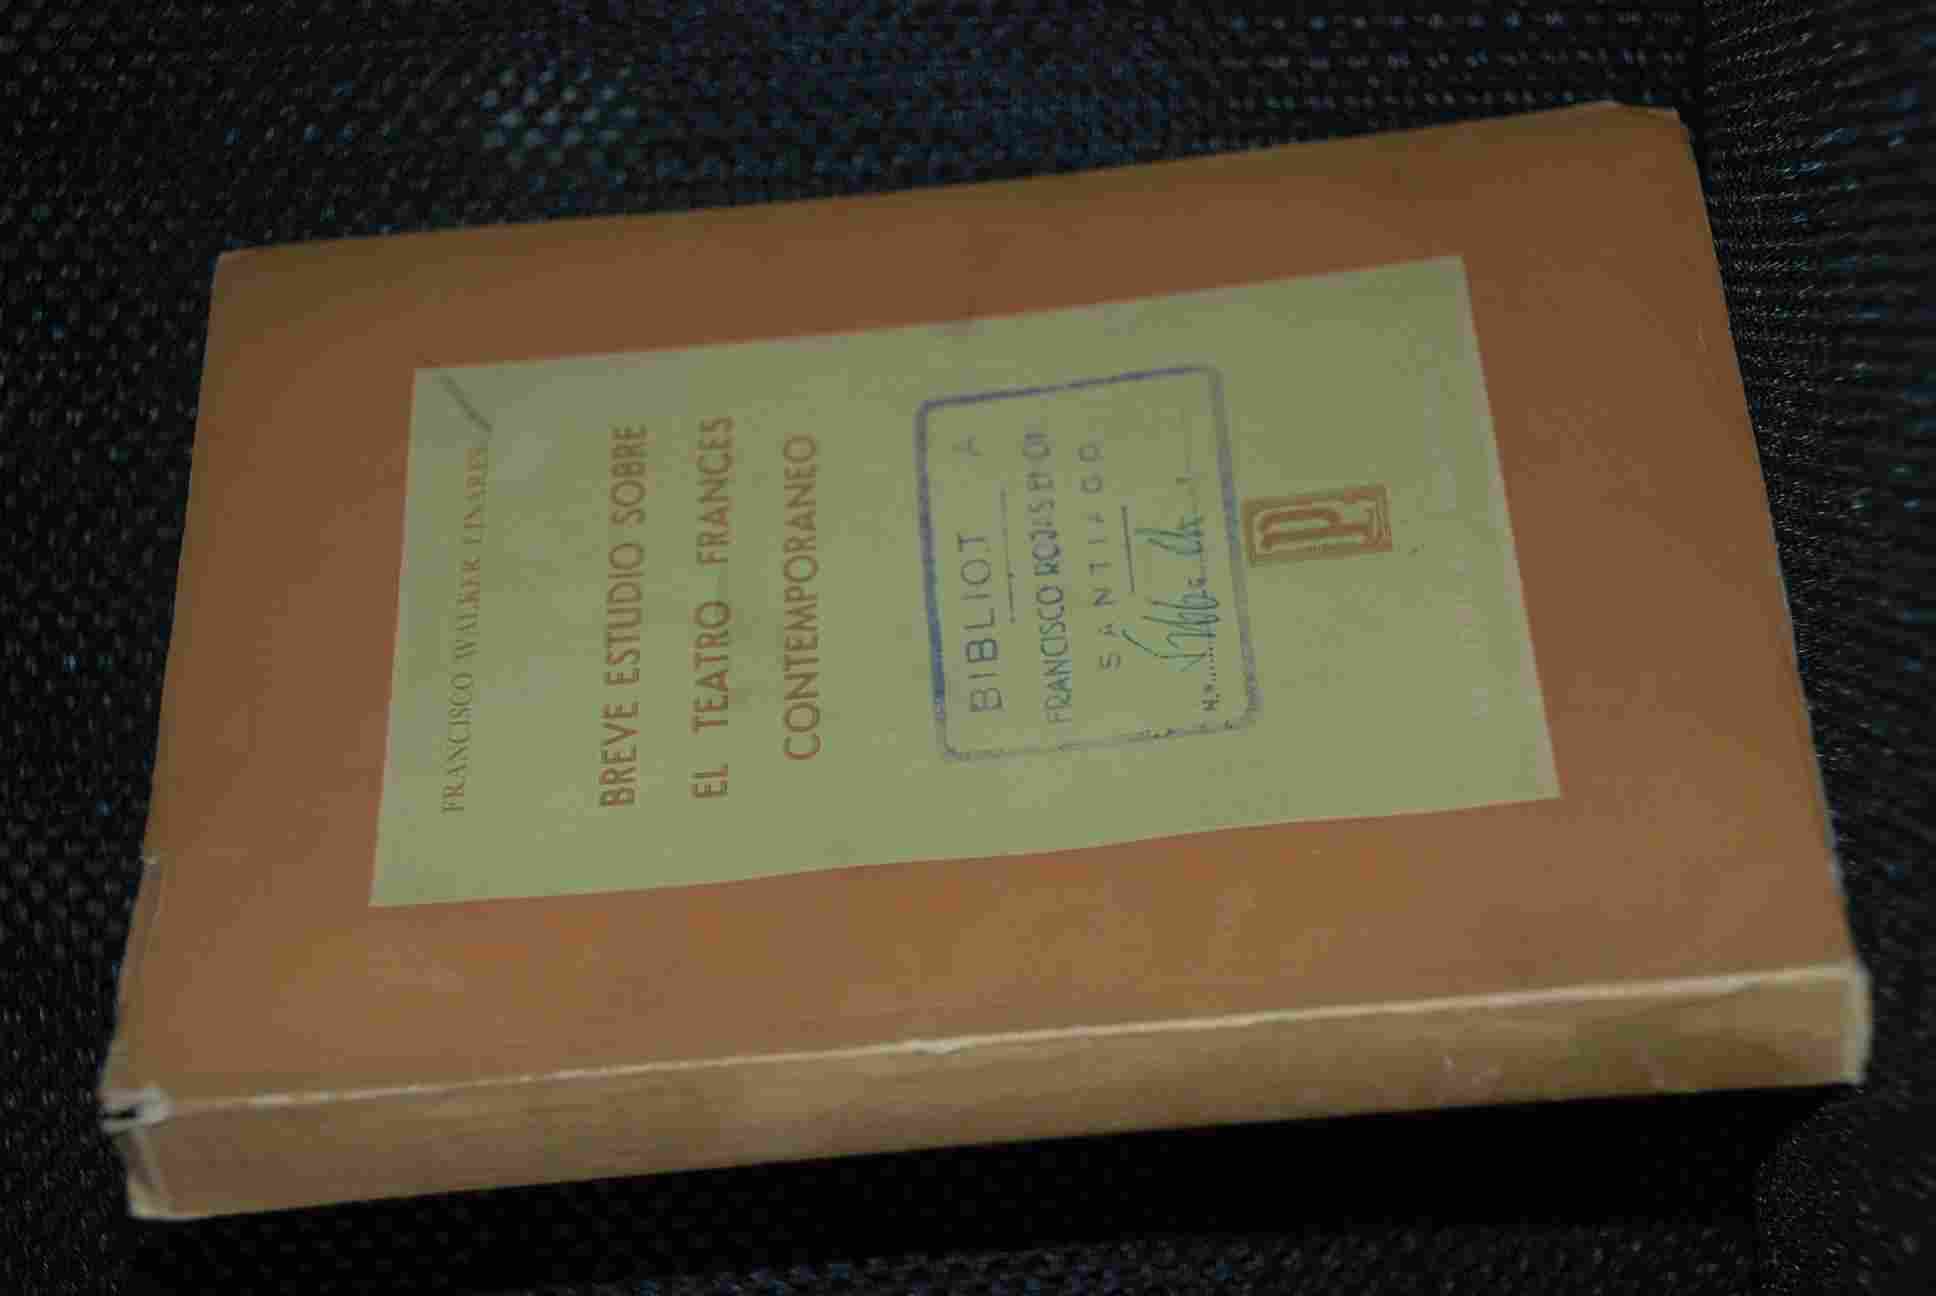 FRANCISCO WALKER LINARES
BREVE ESTUDIO SOBRE
EL TEATRO FRANCES
CONTEMPORANEO
BIBLIOT A
FRANCISCO ROJAS
SANTIAGO
N.º